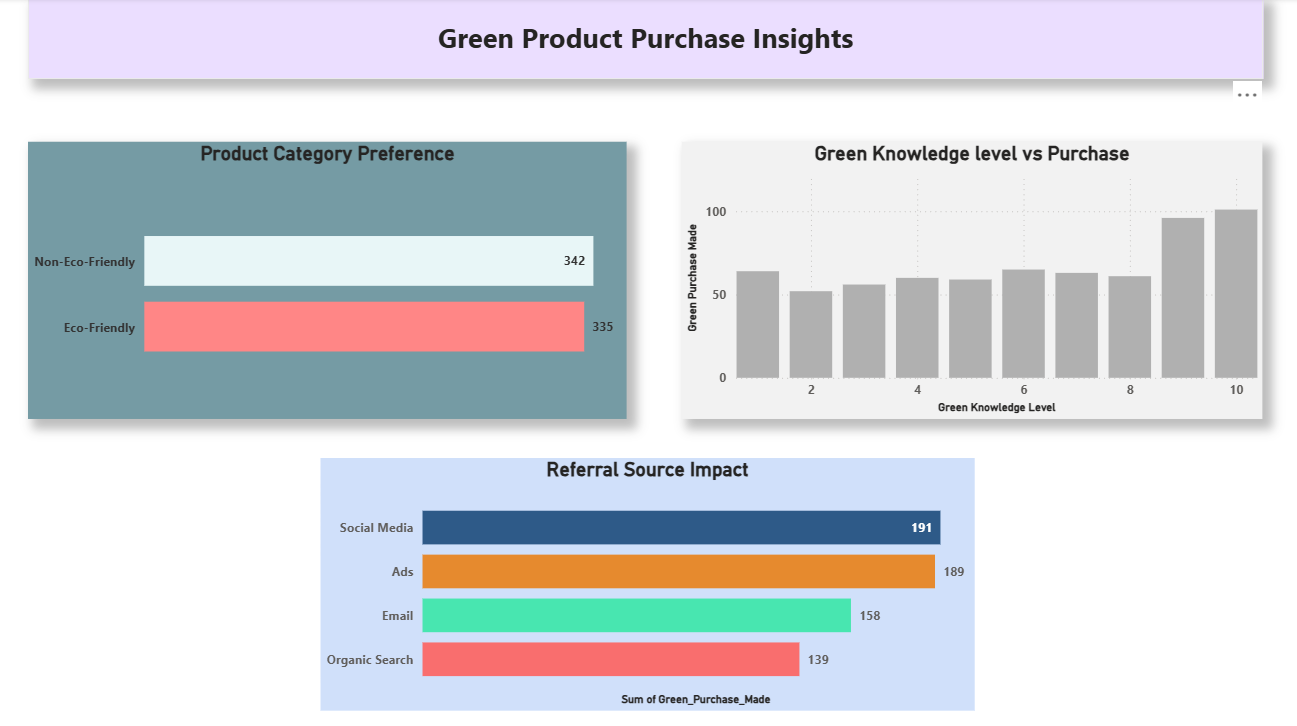 Green Product Purchase Insights
...
Product Category Preference
Non-Eco-Friendly 342
Eco-Friendly 335
Green Knowledge level vs Purchase
Green Purchase Made
100
50
0
2 4 6 8 10
Green Knowledge Level
Referral Source Impact
Social Media 191
Ads 189
Email 158
Organic Search 139
Sum of Green_Purchase_Made